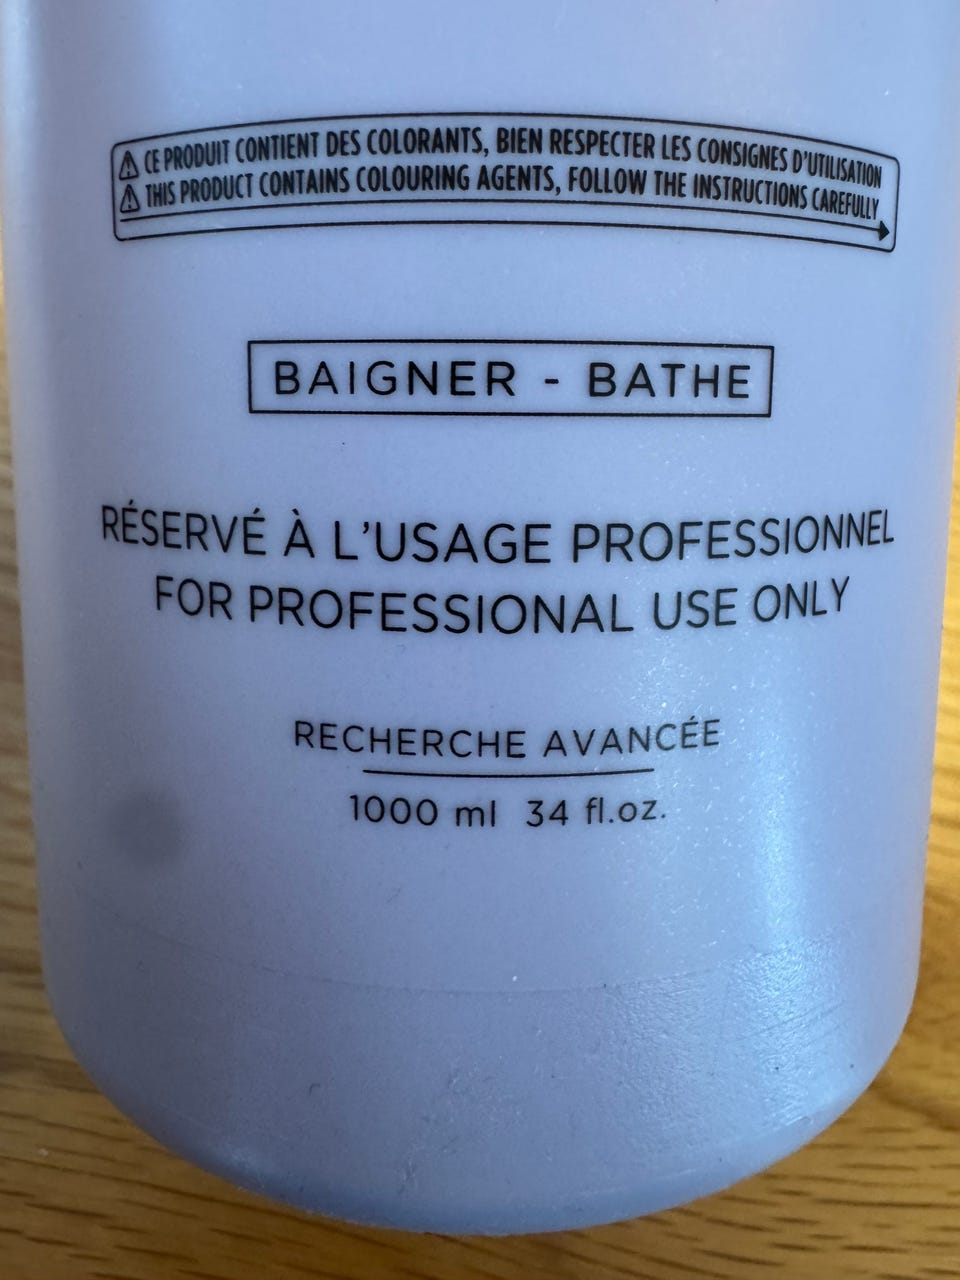 ⚠ CE PRODUIT CONTIENT DES COLORANTS, BIEN RESPECTER LES CONSIGNES D'UTILISATION
⚠ THIS PRODUCT CONTAINS COLOURING AGENTS, FOLLOW THE INSTRUCTIONS CAREFULLY
BAIGNER - BATHE
RÉSERVÉ À L'USAGE PROFESSIONNEL
FOR PROFESSIONAL USE ONLY
RECHERCHE AVANCÉE
1000 ml 34 fl.oz.